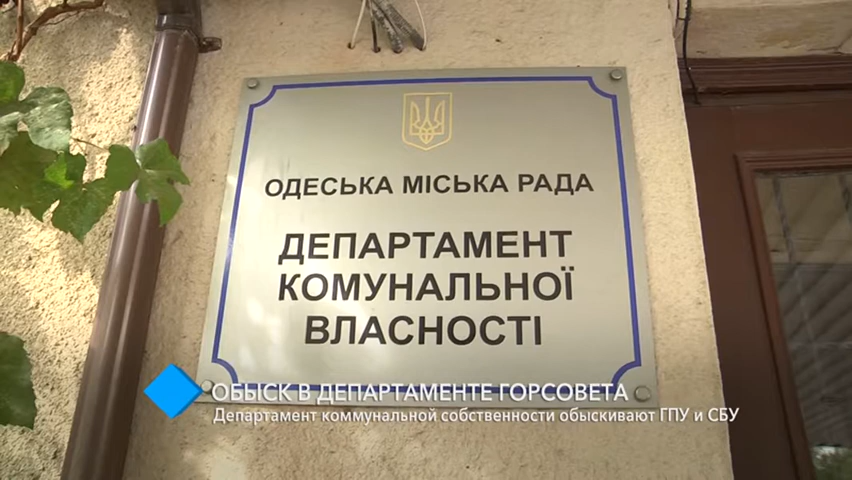 ОДЕСЬКА МІСЬКА РАДА
ДЕПАРТАМЕНТ
КОМУНАЛЬНОЇ
ВЛАСНОСТІ
ОБЫСК В ДЕПАРТАМЕНТЕ ГОРСОВЕТА
Департамент коммунальной собственности обыскивают ГПУ и СБУ